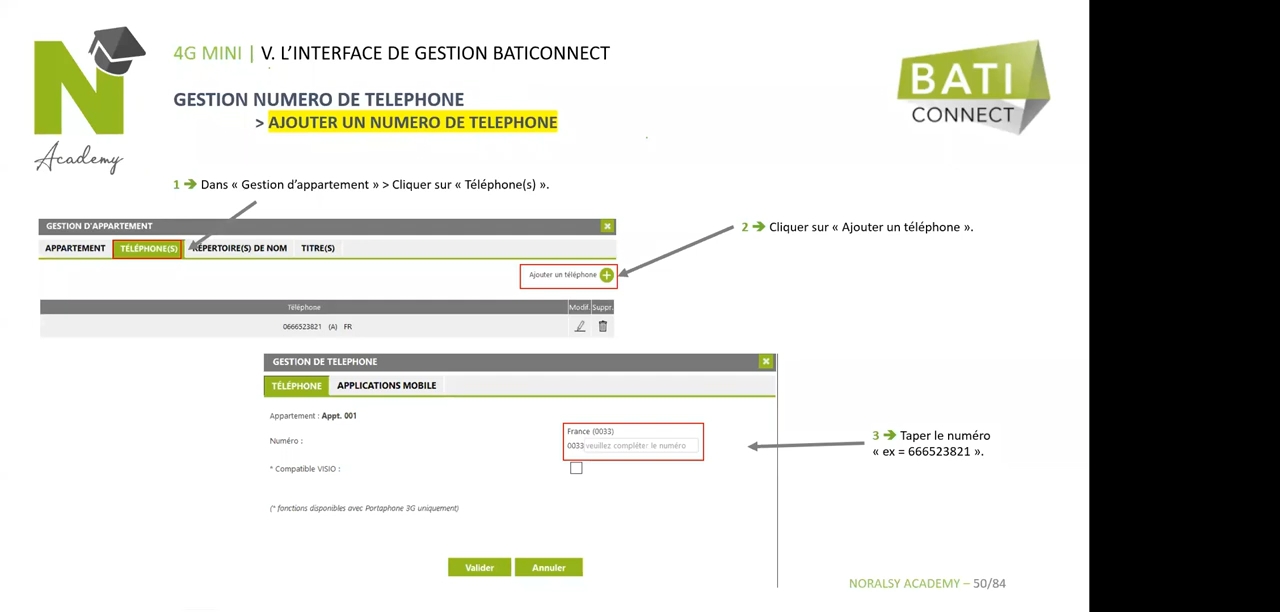 N
Academy
4G MINI | V. L’INTERFACE DE GESTION BATICONNECT
GESTION NUMERO DE TELEPHONE
> AJOUTER UN NUMERO DE TELEPHONE
BATI
CONNECT
1 ➔ Dans « Gestion d’appartement » > Cliquer sur « Téléphone(s) ».
2 ➔ Cliquer sur « Ajouter un téléphone ».
GESTION D'APPARTEMENT
APPARTEMENT TÉLÉPHONE(S) RÉPERTOIRE(S) DE NOM TITRE(S)
Ajouter un téléphone
Téléphone Modif. Suppr.
0666523821 (A) FR
GESTION DE TELEPHONE
TÉLÉPHONE APPLICATIONS MOBILE
Appartement : Appt. 001
Numéro :
France (0033)
0033 veuillez compléter le numéro
* Compatible VISIO :
(* fonctions disponibles avec Portaphone 3G uniquement)
Valider Annuler
3 ➔ Taper le numéro
« ex = 666523821 ».
NORALSY ACADEMY – 50/84